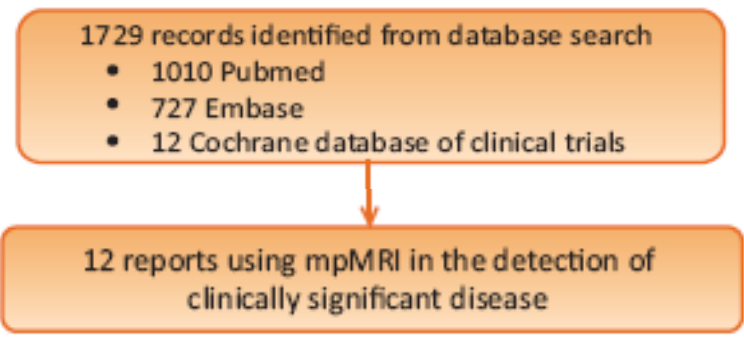 1729 records identified from database search
• 1010 Pubmed
• 727 Embase
• 12 Cochrane database of clinical trials
12 reports using mpMRI in the detection of
clinically significant disease